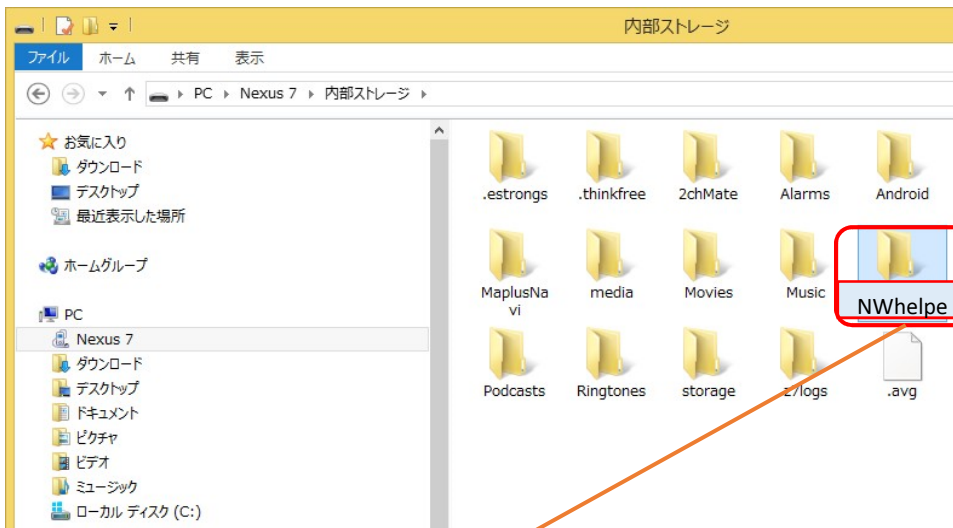 内部ストレージ
ファイル ホーム 共有 表示
PC Nexus 7 内部ストレージ
お気に入り
ダウンロード
デスクトップ
最近表示した場所
ホームグループ
PC
Nexus 7
ダウンロード
デスクトップ
ドキュメント
ピクチャ
ビデオ
ミュージック
ローカル ディスク (C:)
.estrongs .thinkfree 2chMate Alarms Android
MaplusNa
vi
media Movies Music NWhelpe
Podcasts Ringtones storage z7logs .avg